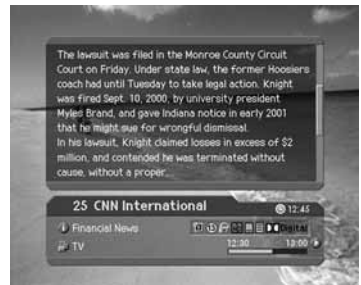 The lawsuit was filed in the Monroe County Circuit
Court on Friday. Under state law, the former Hoosiers
coach had until Tuesday to take legal action. Knight
was fired Sept. 10, 2000, by university president
Myles Brand, and gave Indiana notice in early 2001
that he might sue for wrongful dismissal.
In his lawsuit, Knight claimed losses in excess of $2
million, and contended he was terminated without
cause, without a proper...
25 CNN International
12:45
Financial News
Digital
TV
12:30
13:00